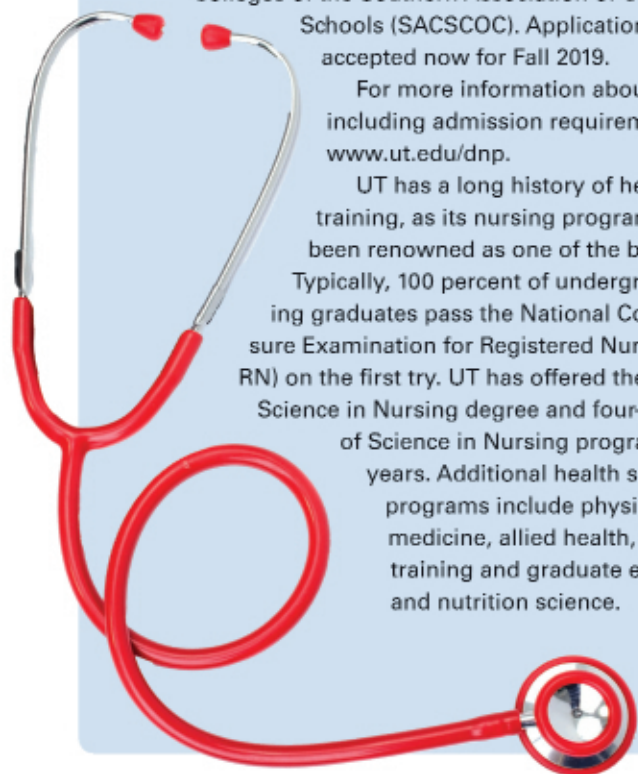 Colleges of the Southern Association of
Schools (SACSCOC). Application
accepted now for Fall 2019.
For more information abou
including admission requiren
www.ut.edu/dnp.
UT has a long history of he
training, as its nursing program
been renowned as one of the b
Typically, 100 percent of undergr
ing graduates pass the National Co
sure Examination for Registered Nur
RN) on the first try. UT has offered the
Science in Nursing degree and four-
of Science in Nursing progra
years. Additional health s
programs include physi
medicine, allied health,
training and graduate e
and nutrition science.